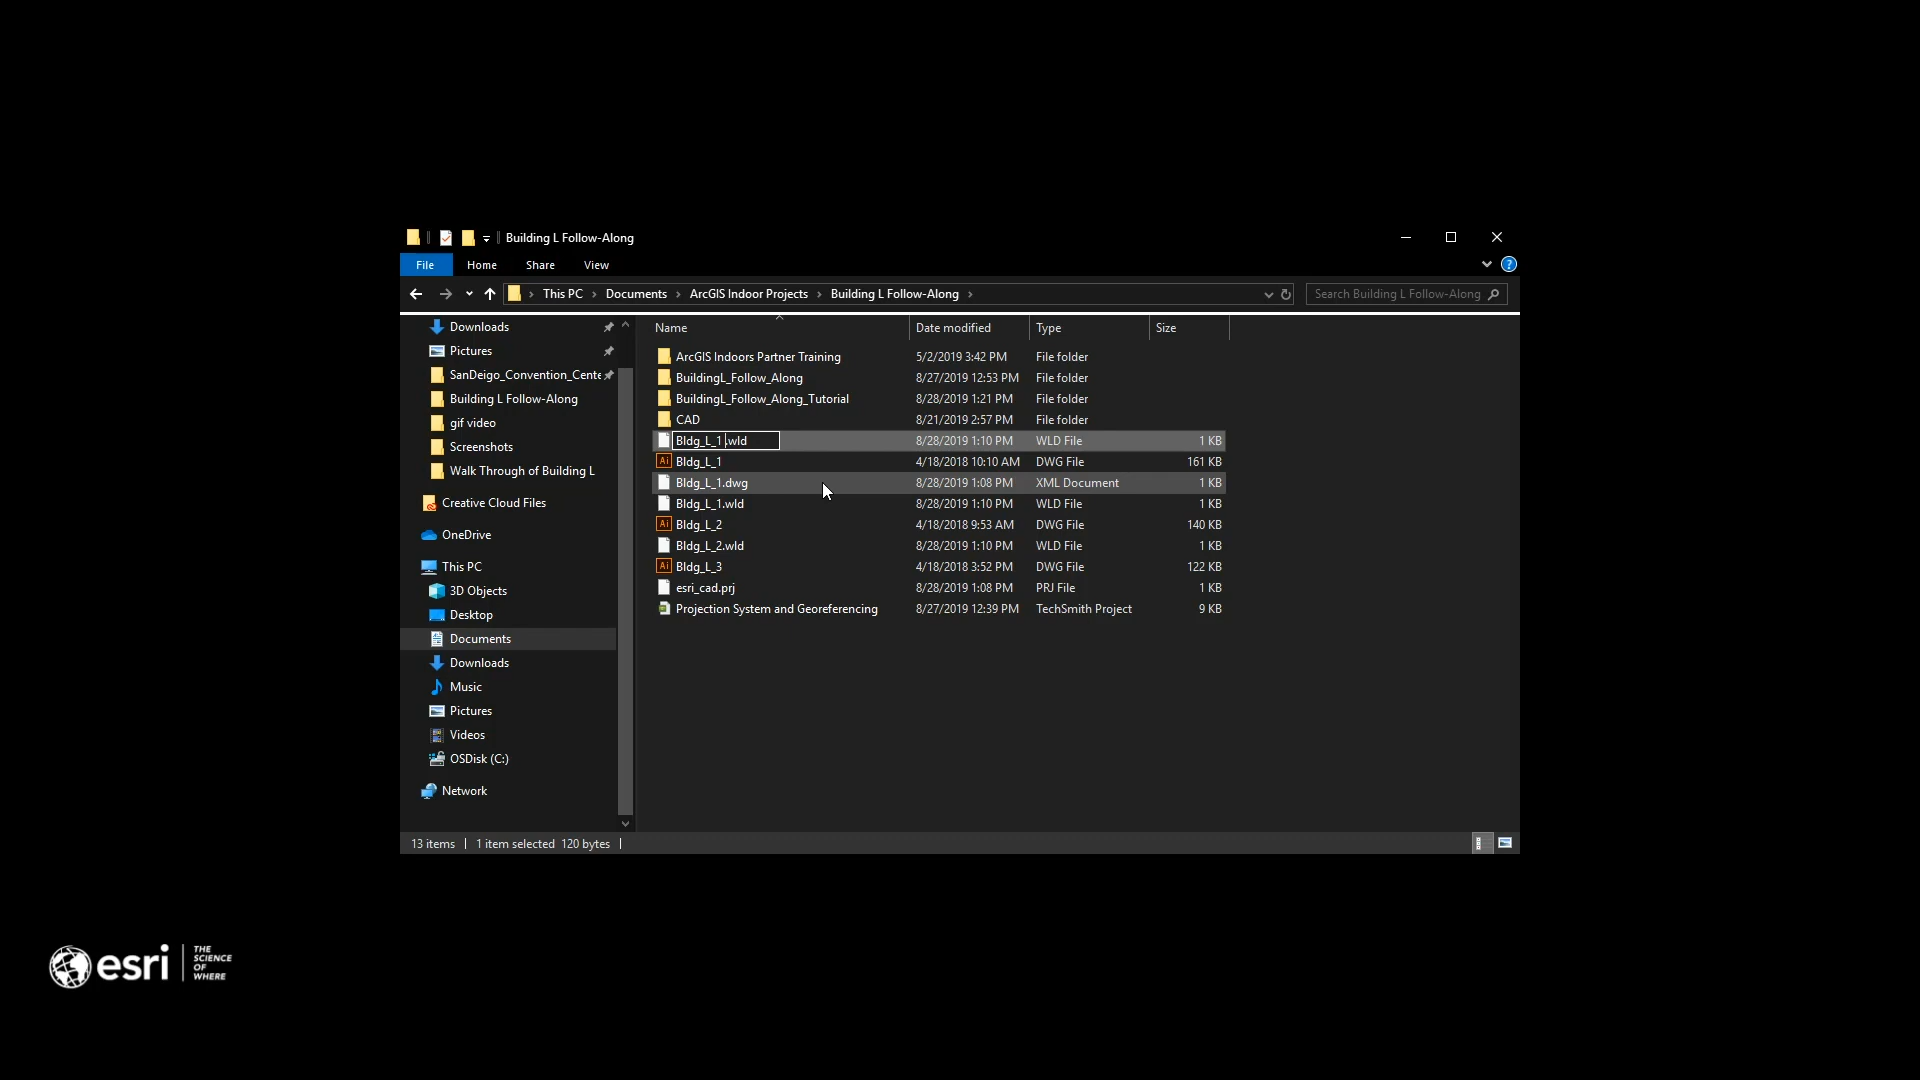 Building L Follow-Along
File Home Share View
This PC Documents ArcGIS Indoor Projects Building L Follow-Along
Search Building L Follow-Along
Downloads
Pictures
SanDeigo_Convention_Cente
Building L Follow-Along
gif video
Screenshots
Walk Through of Building L
Creative Cloud Files
OneDrive
This PC
3D Objects
Desktop
Documents
Downloads
Music
Pictures
Videos
OSDisk (C:)
Network
Name Date modified Type Size
ArcGIS Indoors Partner Training 5/2/2019 3:42 PM File folder
BuildingL_Follow_Along 8/27/2019 12:53 PM File folder
BuildingL_Follow_Along_Tutorial 8/28/2019 1:21 PM File folder
CAD 8/21/2019 2:57 PM File folder
Bldg_L_1 .wld 8/28/2019 1:10 PM WLD File 1 KB
Ai Bldg_L_1 4/18/2018 10:10 AM DWG File 161 KB
Bldg_L_1.dwg 8/28/2019 1:08 PM XML Document 1 KB
Bldg_L_1.wld 8/28/2019 1:10 PM WLD File 1 KB
Ai Bldg_L_2 4/18/2018 9:53 AM DWG File 140 KB
Bldg_L_2.wld 8/28/2019 1:10 PM WLD File 1 KB
Ai Bldg_L_3 4/18/2018 3:52 PM DWG File 122 KB
esri_cad.prj 8/28/2019 1:08 PM PRJ File 1 KB
Projection System and Georeferencing 8/27/2019 12:39 PM TechSmith Project 9 KB
13 items 1 item selected 120 bytes
esri
THE
SCIENCE
OF
WHERE